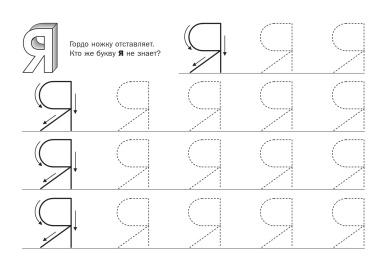 Я
Гордо ножку отставляет.
Кто же букву Я не знает?
Я Я Я
Я Я Я Я Я
Я Я Я Я Я
Я Я Я Я Я